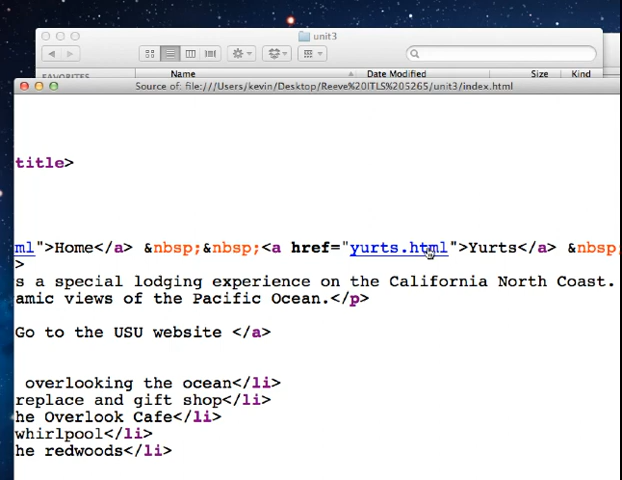 unit3
FAVORITES Name Date Modified Size Kind
Source of: file:///Users/kevin/Desktop/Reeve%20ITLS%205265/unit3/index.html
title>
ml">Home</a> &nbsp;&nbsp;<a href="yurts.html">Yurts</a> &nbsp;
>
s a special lodging experience on the California North Coast.
amic views of the Pacific Ocean.</p>
Go to the USU website </a>
overlooking the ocean</li>
replace and gift shop</li>
he Overlook Cafe</li>
whirlpool</li>
he redwoods</li>